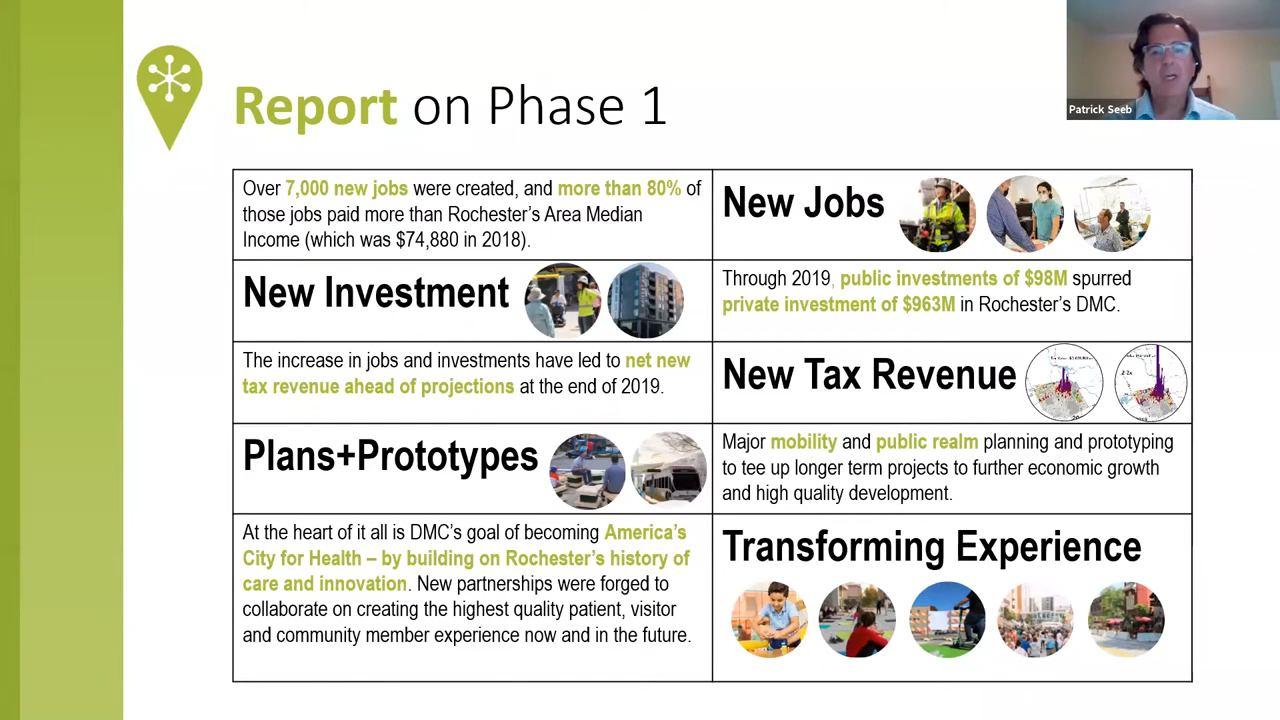 Report on Phase 1
Patrick Seeb
Over 7,000 new jobs were created, and more than 80% of
those jobs paid more than Rochester's Area Median
Income (which was $74,880 in 2018).
New Jobs
New Investment
Through 2019, public investments of $98M spurred
private investment of $963M in Rochester's DMC.
The increase in jobs and investments have led to net new
tax revenue ahead of projections at the end of 2019.
New Tax Revenue
Plans+Prototypes
Major mobility and public realm planning and prototyping
to tee up longer term projects to further economic growth
and high quality development.
At the heart of it all is DMC's goal of becoming America's
City for Health – by building on Rochester's history of
care and innovation. New partnerships were forged to
collaborate on creating the highest quality patient, visitor
and community member experience now and in the future.
Transforming Experience